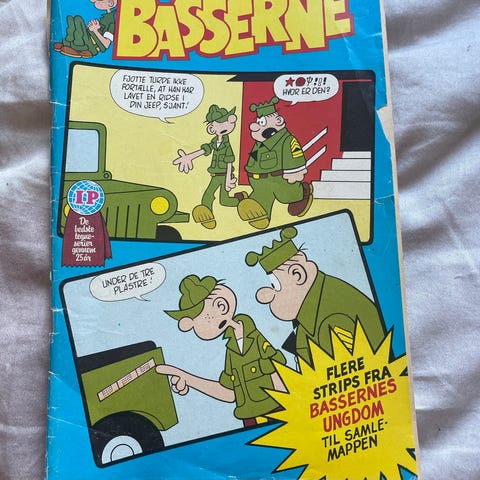 BASSERNE
FJOTTE TURDE IKKE
FORTÆLLE, AT HAN HAR
LAVET EN RIDSE I
DIN JEEP, SJANT!
HVOR ER DEN?
I·P
De
bedste
tegne-
serier
gennem
25 år
UNDER DE TRE
PLASTRE!
FLERE
STRIPS FRA
BASSERNES
UNGDOM
TIL SAMLE-
MAPPEN